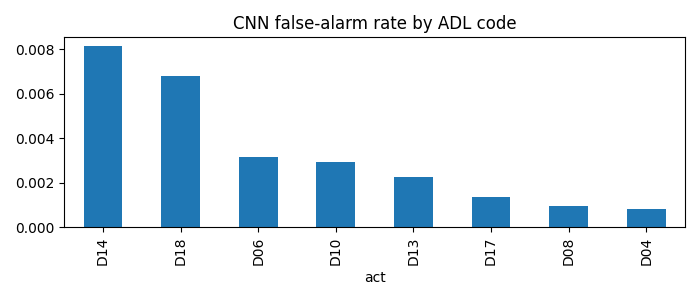 CNN false-alarm rate by ADL code
0.008
0.006
0.004
0.002
0.000
D14 D18 D06 D10 D13 D17 D08 D04
act